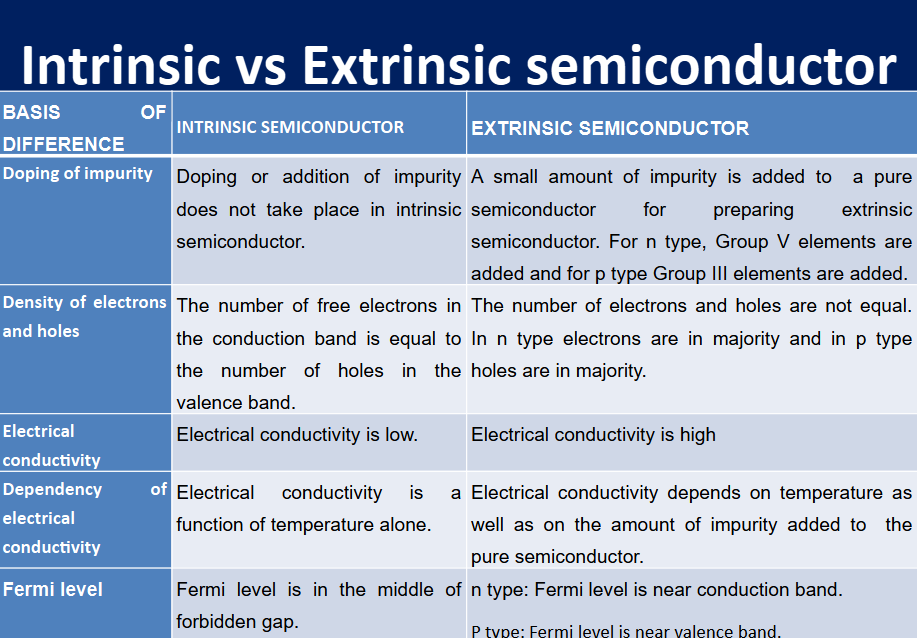 Intrinsic vs Extrinsic semiconductor
BASIS OF
DIFFERENCE
INTRINSIC SEMICONDUCTOR
EXTRINSIC SEMICONDUCTOR
Doping of impurity
Doping or addition of impurity
does not take place in intrinsic
semiconductor.
A small amount of impurity is added to a pure
semiconductor for preparing extrinsic
semiconductor. For n type, Group V elements are
added and for p type Group III elements are added.
Density of electrons
and holes
The number of free electrons in
the conduction band is equal to
the number of holes in the
valence band.
The number of electrons and holes are not equal.
In n type electrons are in majority and in p type
holes are in majority.
Electrical
conductivity
Electrical conductivity is low.
Electrical conductivity is high
Dependency of
electrical
conductivity
Electrical conductivity is a
function of temperature alone.
Electrical conductivity depends on temperature as
well as on the amount of impurity added to the
pure semiconductor.
Fermi level
Fermi level is in the middle of
forbidden gap.
n type: Fermi level is near conduction band.
P type: Fermi level is near valence band.